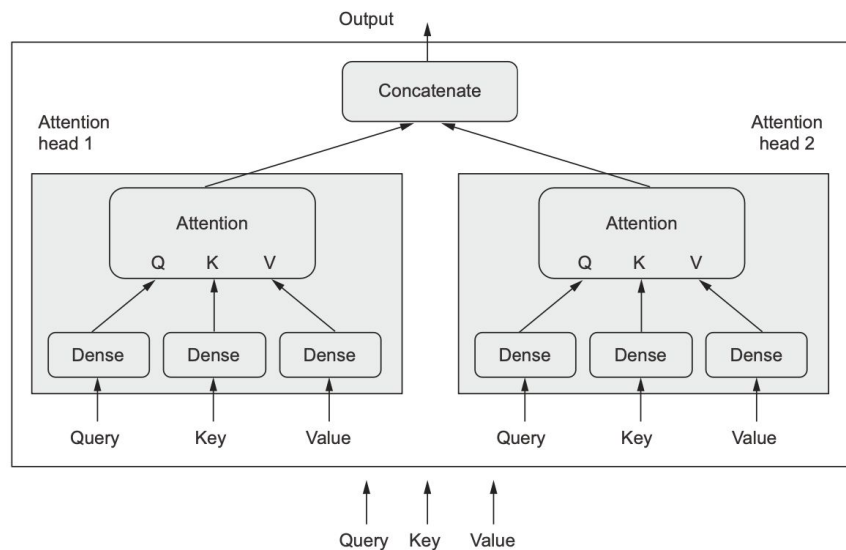 Output
Concatenate
Attention
head 1
Attention
head 2
Attention
Q K V
Attention
Q K V
Dense Dense Dense
Dense Dense Dense
Query Key Value
Query Key Value
Query Key Value